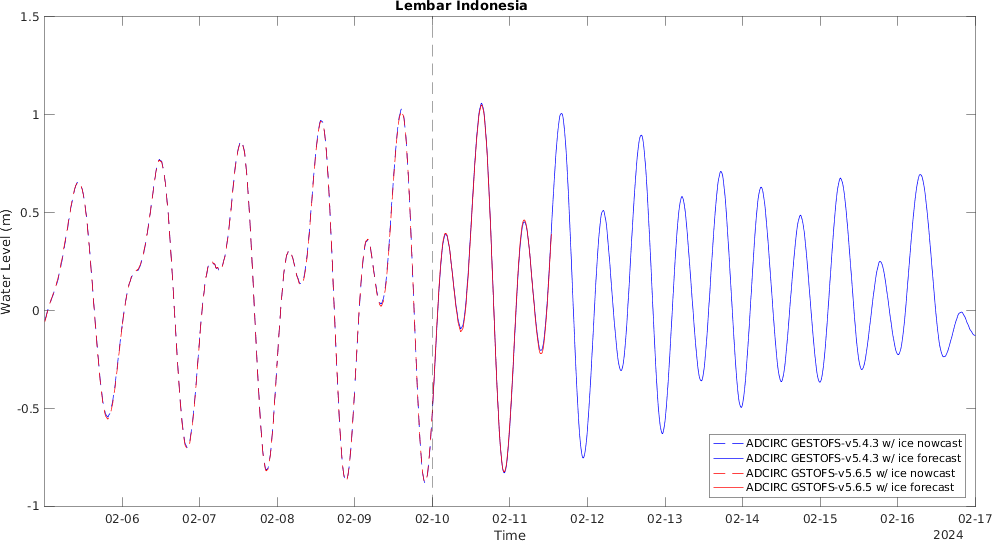 Lembar Indonesia
1.5
1
0.5
0
-0.5
-1
Water Level (m)
ADCIRC GESTOFS-v5.4.3 w/ ice nowcast
ADCIRC GESTOFS-v5.4.3 w/ ice forecast
ADCIRC GSTOFS-v5.6.5 w/ ice nowcast
ADCIRC GSTOFS-v5.6.5 w/ ice forecast
02-06 02-07 02-08 02-09 02-10 02-11 02-12 02-13 02-14 02-15 02-16 02-17
Time
2024